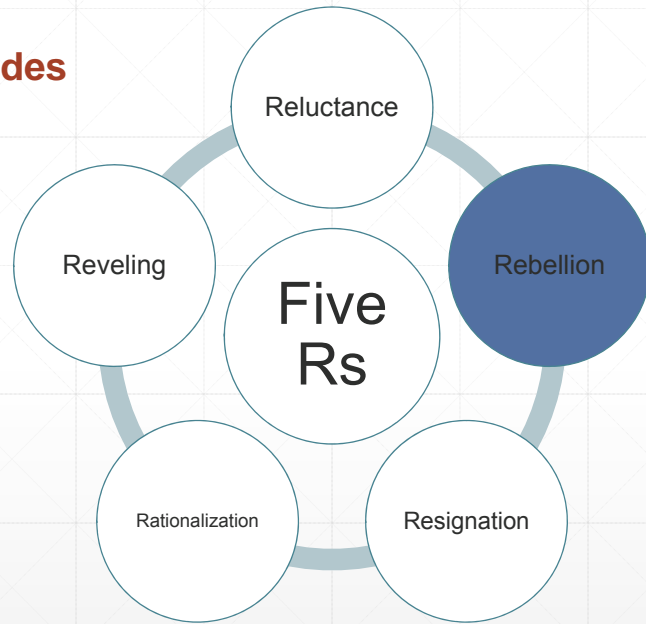 des
Reluctance
Rebellion
Reveling
Five
Rs
Rationalization
Resignation